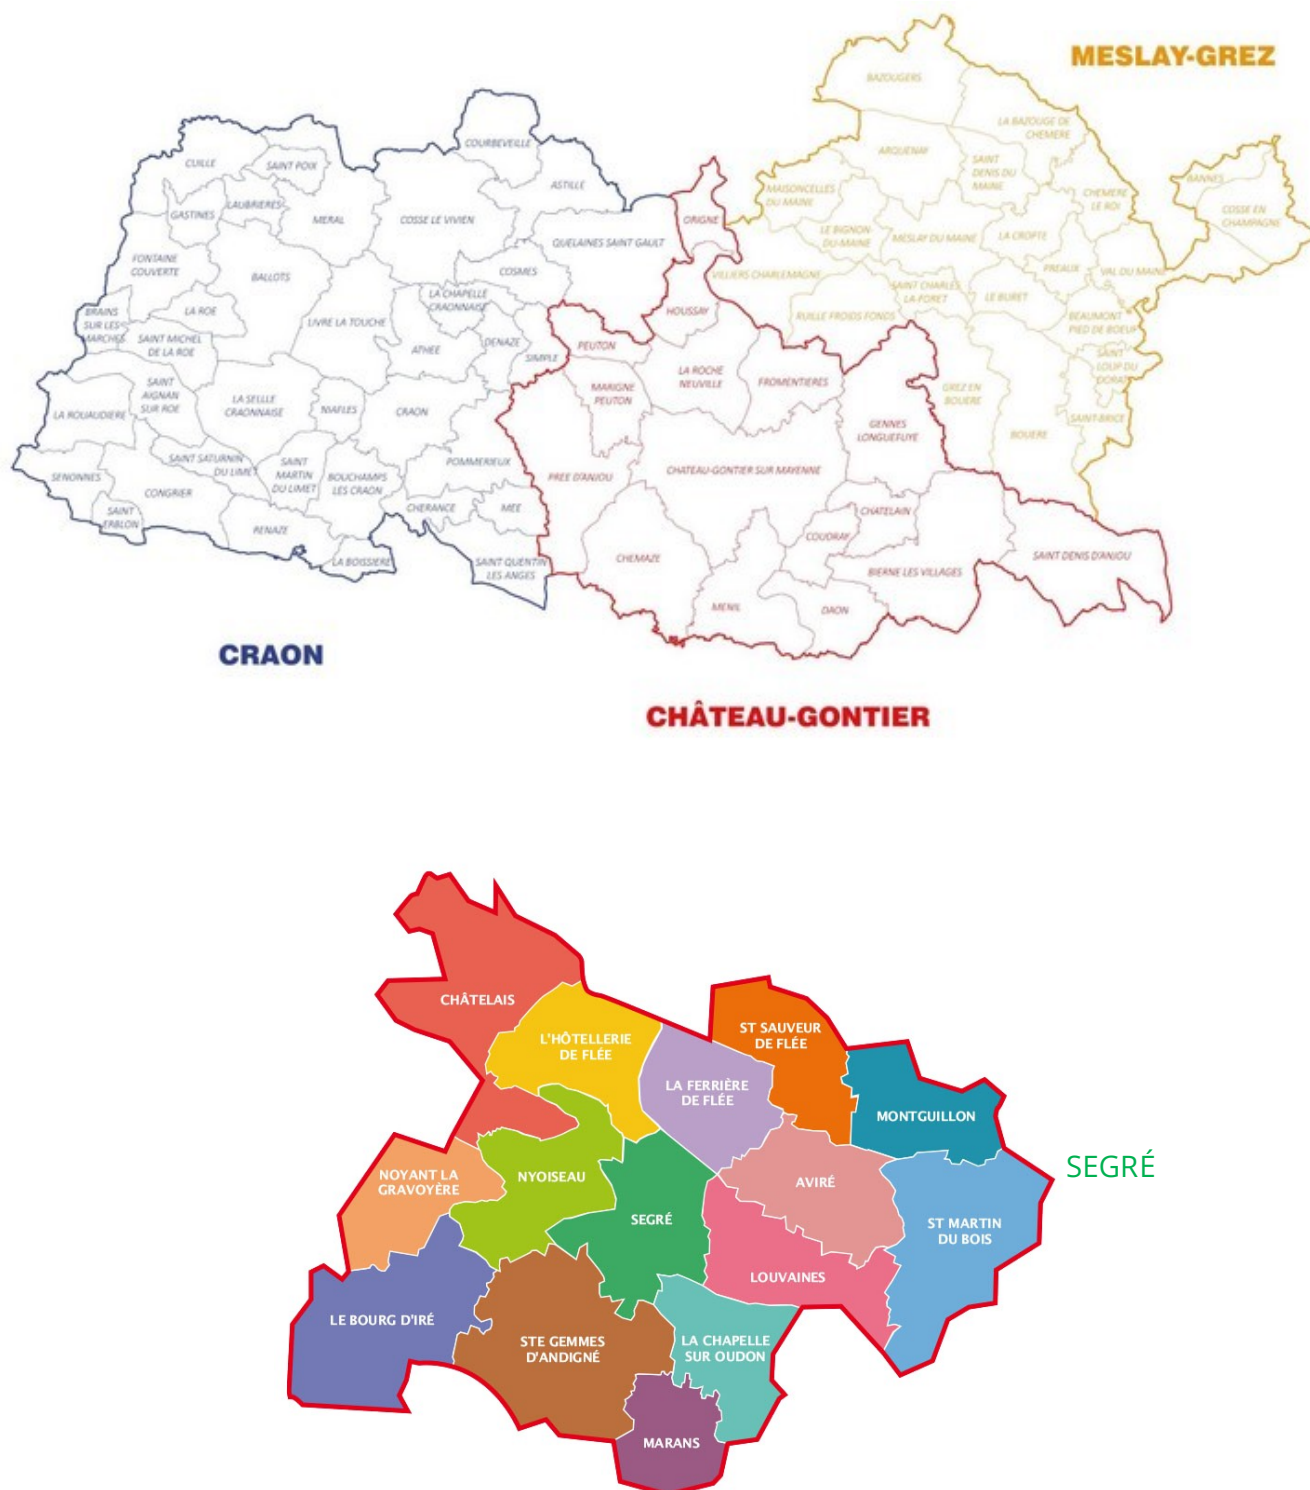 MESLAY-GREZ
BAZOUGERS
LA BAZOUGE DE
CHEMERE
COURBEVEILLE
ARQUENAY
SAINT
DENIS DU
MAINE
CUILLE
SAINT POIX
ASTILLE
MAISONCELLES
DU MAINE
CHEMERE
LE ROI
BANNES
COSSE EN
CHAMPAGNE
GASTINES
LAUBRIERES
MERAL
COSSE LE VIVIEN
ORIGNE
LE BIGNON
DU-MAINE
MESLAY DU MAINE
LA CROPTE
QUELAINES SAINT GAULT
FONTAINE
COUVERTE
BALLOTS
COSMES
VILLIERS CHARLEMAGNE
SAINT CHARLES
LA FORET
LE BURET
PREAUX
VAL DU MAINE
BRAINS
SUR LES
MARCHES
LA ROE
LA CHAPELLE
CRAONNAISE
HOUSSAY
RUILLE FROIDS FONDS
BEAUMONT
PIED DE BOEUF
SAINT MICHEL
DE LA ROE
LIVRE LA TOUCHE
ATHEE
DENAZE
SIMPLE
PEUTON
SAINT
LOUP DU
DORAT
LA ROUAUDIERE
SAINT
AIGNAN
SUR ROE
LA SELLLE
CRAONNAISE
NIAFLES
CRAON
MARIGNE
PEUTON
LA ROCHE
NEUVILLE
FROMENTIERES
GREZ EN
BOUERE
SAINT-BRICE
GENNES
LONGUEFUYE
BOUERE
SENONNES
CONGRIER
SAINT SATURNIN
DU LIMET
SAINT
MARTIN
DU LIMET
BOUCHAMPS
LES CRAON
POMMERIEUX
PREE D'ANJOU
CHATEAU-GONTIER SUR MAYENNE
SAINT
ERBLON
RENAZE
CHERANCE
MEE
CHATELAIN
COUDRAY
LA BOISSIERE
SAINT QUENTIN
LES ANGES
CHEMAZE
BIERNE LES VILLAGES
SAINT DENIS D'ANJOU
MENIL
DAON
CRAON
CHÂTEAU-GONTIER
CHÂTELAIS
L'HÔTELLERIE
DE FLÉE
ST SAUVEUR
DE FLÉE
LA FERRIÈRE
DE FLÉE
MONTGUILLON
NOYANT LA
GRAVOYÈRE
NYOISEAU
AVIRÉ
SEGRÉ
SEGRÉ
ST MARTIN
DU BOIS
LOUVAINES
LE BOURG D'IRÉ
STE GEMMES
D'ANDIGNÉ
LA CHAPELLE
SUR OUDON
MARANS